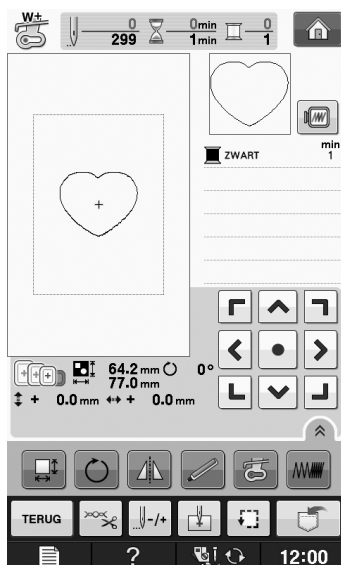 W+
0 0min 0
299 1min 1
min
ZWART 1
64.2 mm 0°
77.0 mm
+ 0.0 mm + 0.0 mm
TERUG -/+
? 12:00